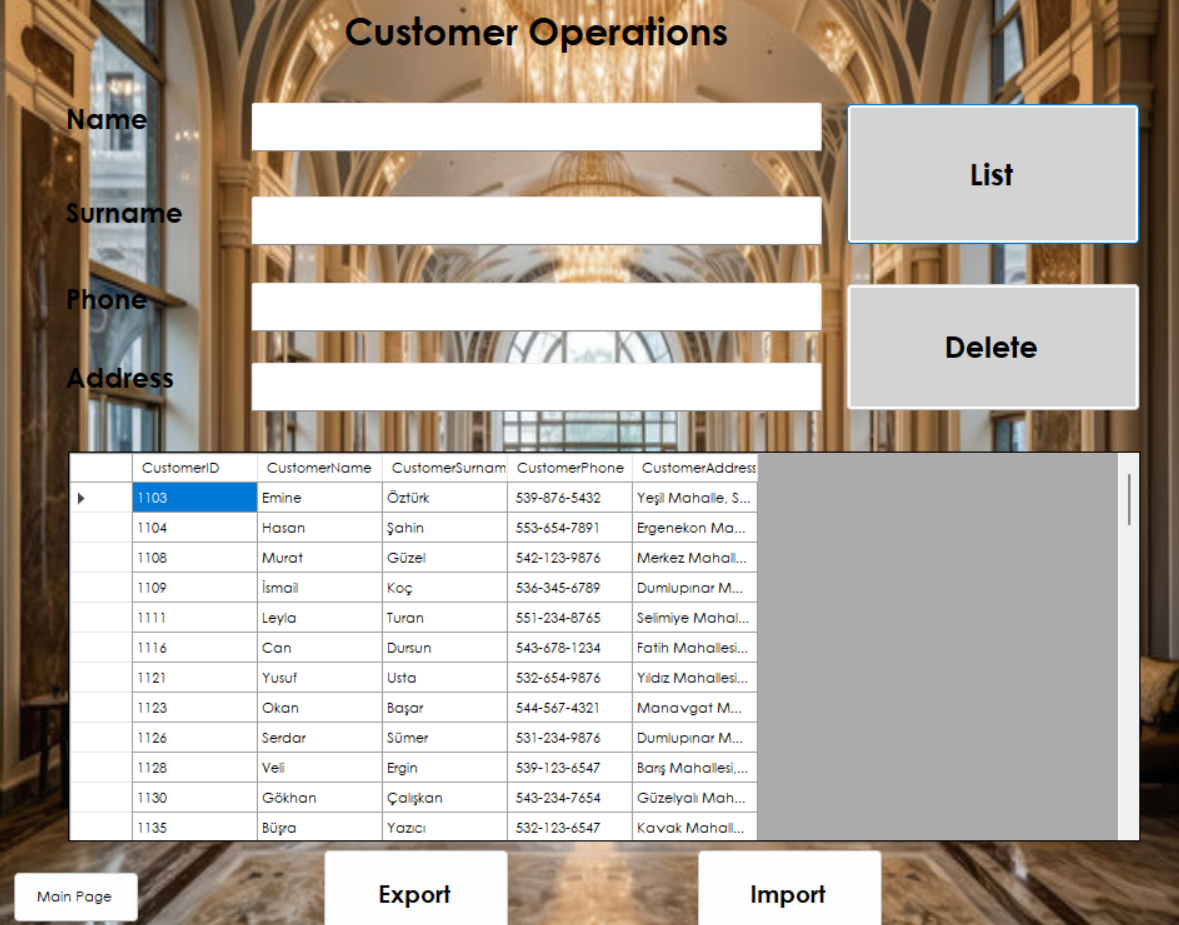 Customer Operations
Name
List
Surname
Phone
Delete
Address
CustomerID CustomerName CustomerSurnam CustomerPhone CustomerAddress
1103 Emine Öztürk 539-876-5432 Yeşil Mahalle, S...
1104 Hasan Şahin 553-654-7891 Ergenekon Ma...
1108 Murat Güzel 542-123-9876 Merkez Mahall...
1109 İsmail Koç 536-345-6789 Dumlupınar M...
1111 Leyla Turan 551-234-8765 Selimiye Mahal...
1116 Can Dursun 543-678-1234 Fatih Mahallesi...
1121 Yusuf Usta 532-654-9876 Yıldız Mahallesi...
1123 Okan Başar 544-567-4321 Manavgat M...
1126 Serdar Sümer 531-234-9876 Dumlupınar M...
1128 Veli Ergin 539-123-6547 Barış Mahallesi,...
1130 Gökhan Çalışkan 543-234-7654 Güzelyalı Mah...
1135 Büşra Yazıcı 532-123-6547 Kavak Mahall...
Main Page
Export
Import